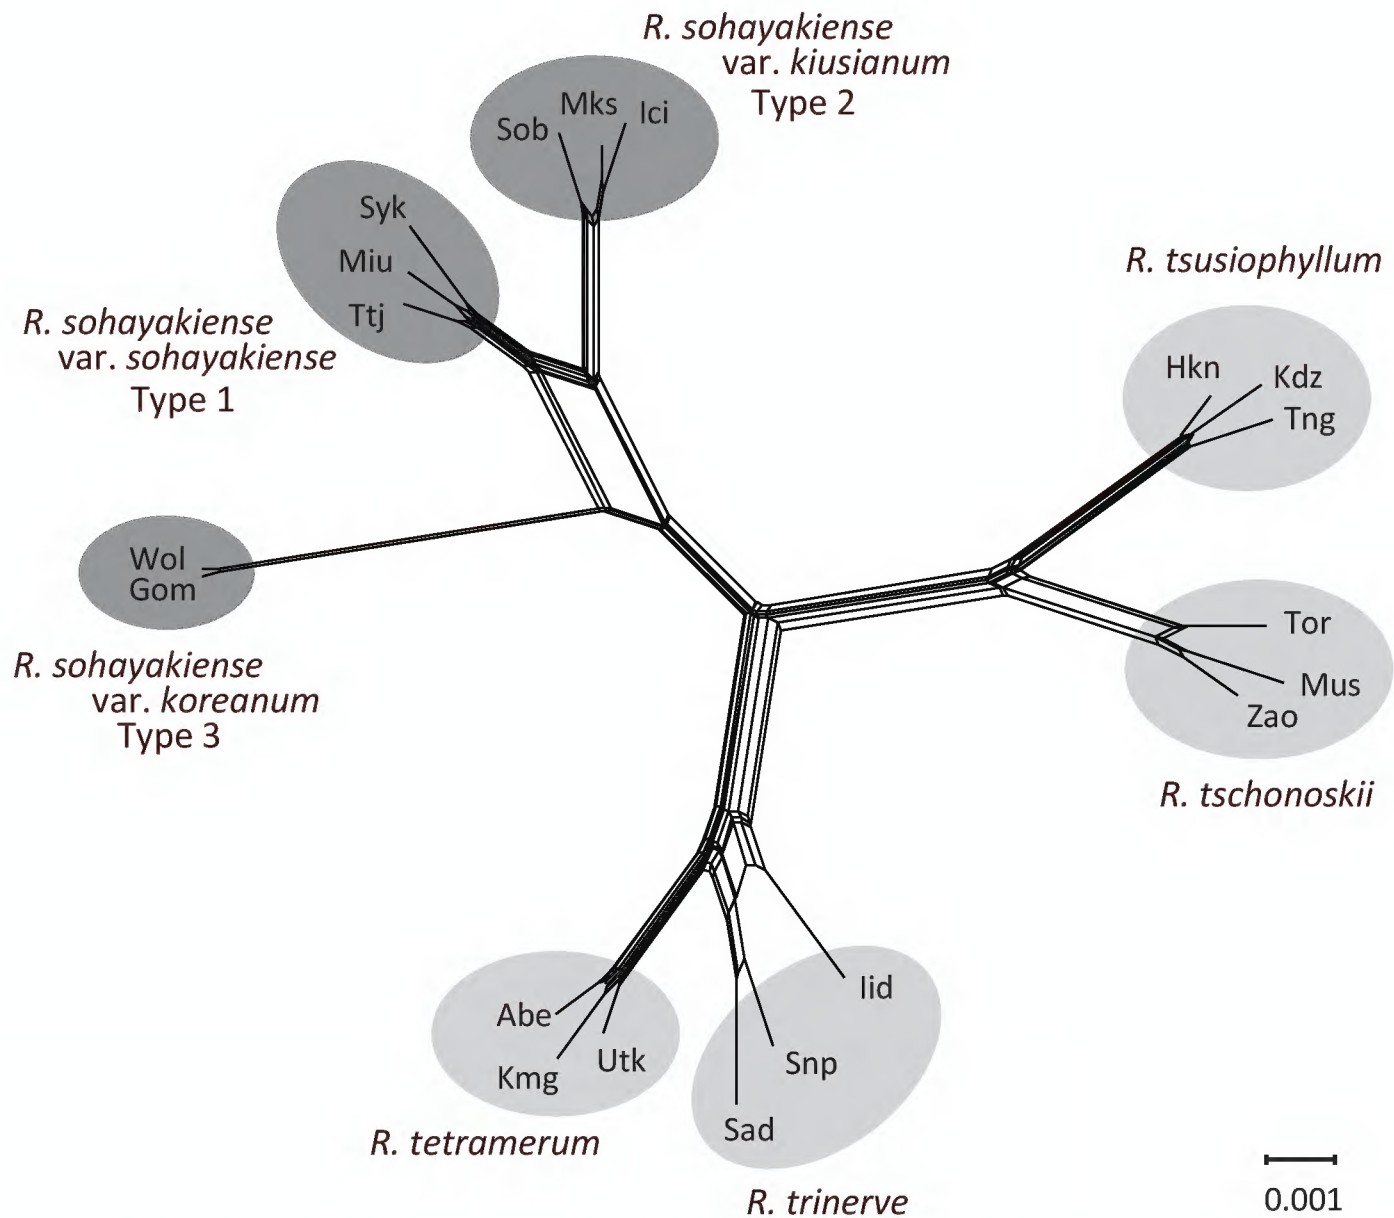 R. sohayakiense
var. kiusianum
Type 2
Mks
Ici
Sob
Syk
Miu
Ttj
R. sohayakiense
var. sohayakiense
Type 1
R. tsusiophyllum
Hkn
Kdz
Tng
Wol
Gom
R. sohayakiense
var. koreanum
Type 3
Tor
Mus
Zao
R. tschonoskii
Abe
Kmg
Utk
R. tetramerum
Iid
Snp
Sad
R. trinerve
0.001